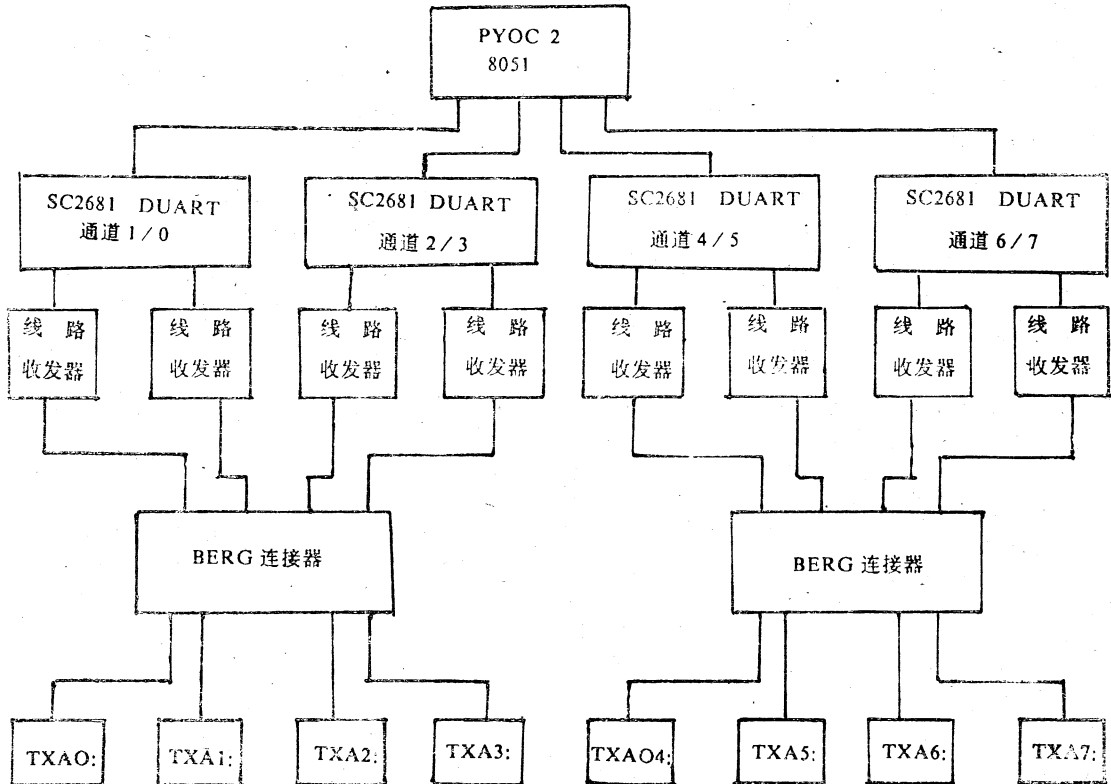 PYOC 2
8051
SC2681 DUART
通道 1/0
SC2681 DUART
通道 2/3
SC2681 DUART
通道 4/5
SC2681 DUART
通道 6/7
线 路
收发器
线 路
收发器
线 路
收发器
线 路
收发器
线 路
收发器
线 路
收发器
线 路
收发器
线 路
收发器
BERG 连接器
BERG 连接器
TXAO:
TXA1:
TXA2:
TXA3:
TXAO4:
TXA5:
TXA6:
TXA7: